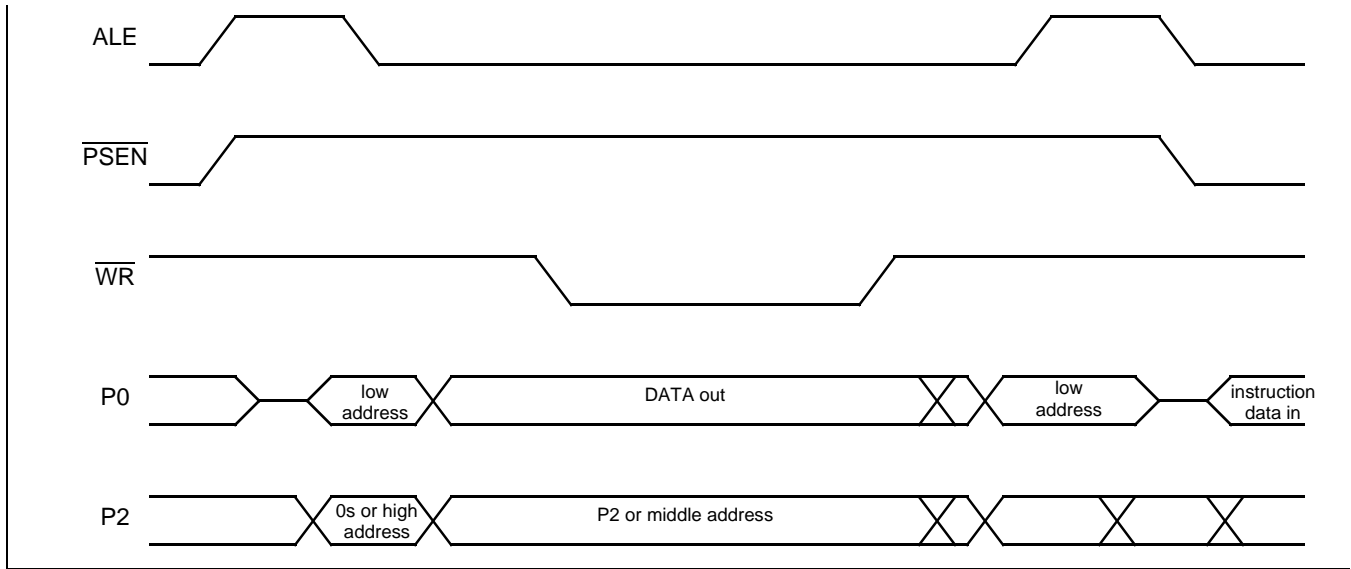 ALE
PSEN
WR
P0
low
address
DATA out
low
address
instruction
data in
P2
0s or high
address
P2 or middle address